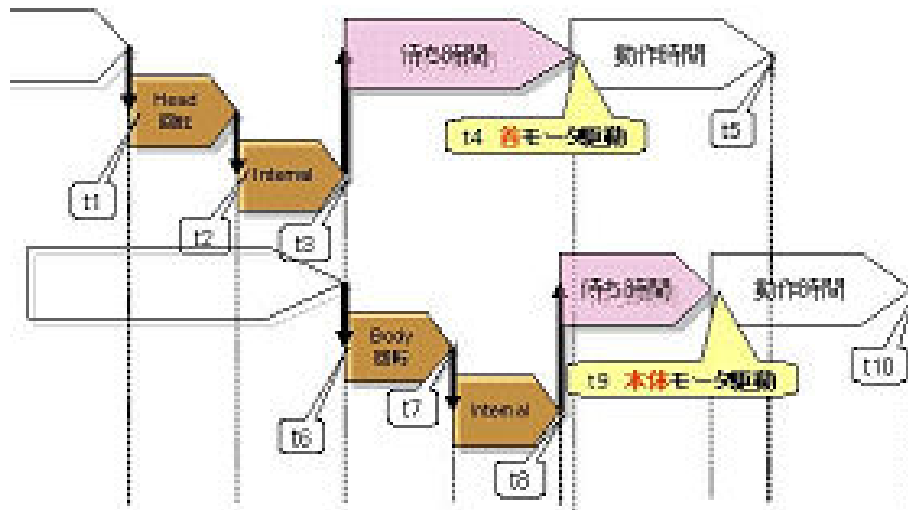 待ち時間
動作時間
Head
回転
t4 首モータ駆動
t5
Internal
t1
t2
t3
待ち時間
動作時間
Body
回転
t9 本体モータ駆動
t10
t6
t7
Internal
t8